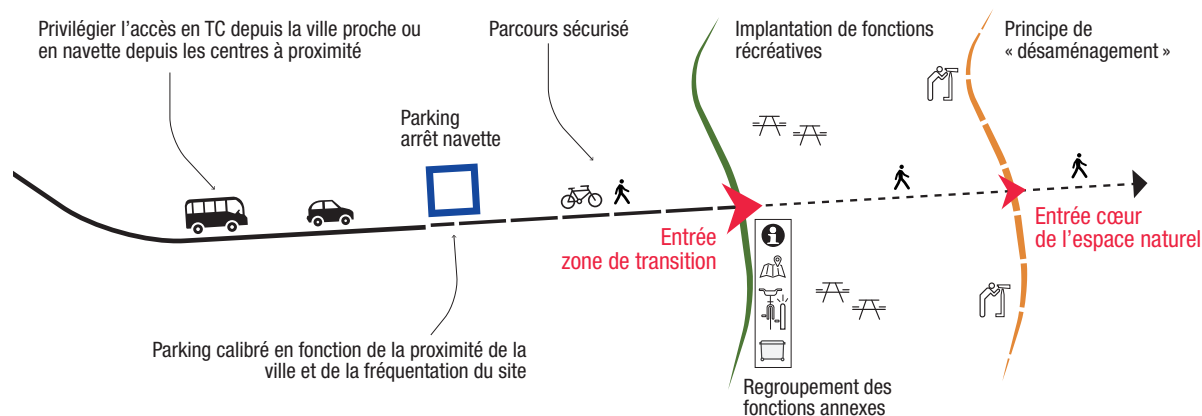 Privilégier l’accès en TC depuis la ville proche ou
en navette depuis les centres à proximité
Parcours sécurisé
Implantation de fonctions
récréatives
Principe de
« désaménagement »
Parking
arrêt navette
Entrée
zone de transition
Entrée cœur
de l’espace naturel
Parking calibré en fonction de la proximité de la
ville et de la fréquentation du site
Regroupement des
fonctions annexes